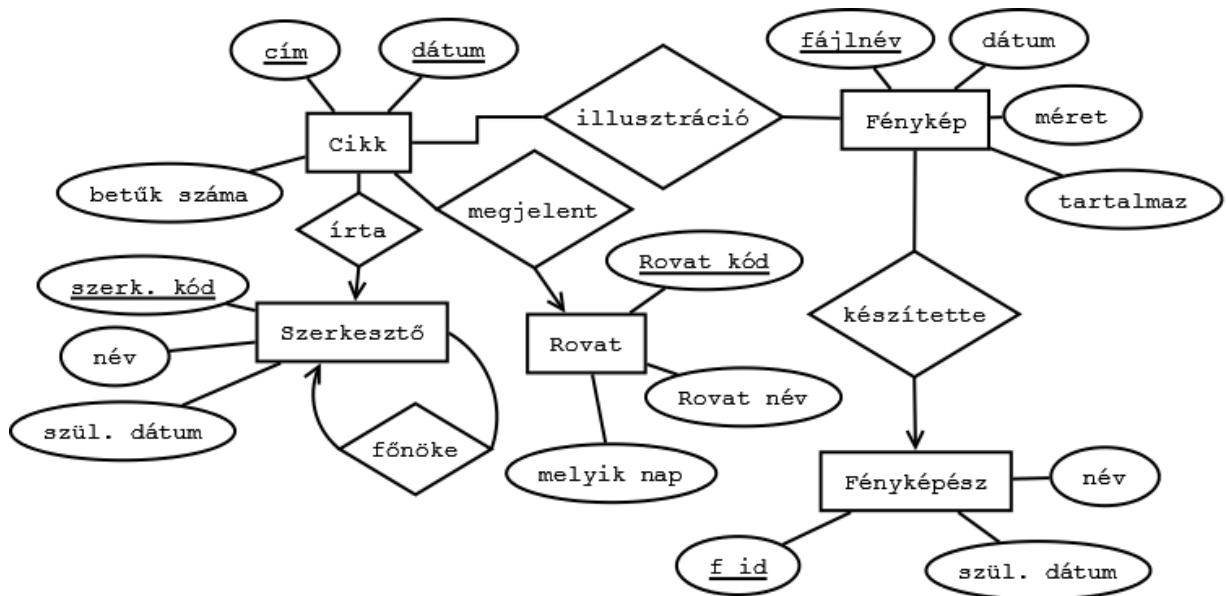 cím
dátum
fájlnév
dátum
illusztráció
Fénykép
méret
Cikk
betűk száma
megjelent
tartalmaz
írta
Rovat kód
szerk. kód
készítette
Szerkesztő
Rovat
név
Rovat név
szül. dátum
főnöke
melyik nap
Fényképész
név
f id
szül. dátum